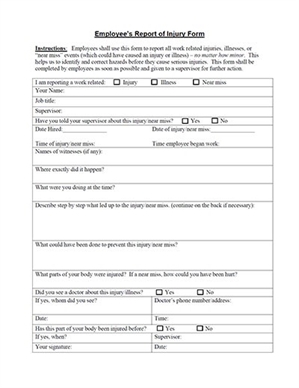 Employee's Report of Injury Form
Instructions: Employees shall use this form to report all work related injuries, illnesses, or
"near miss" events (which could have caused an injury or illness) – no matter how minor. This
helps us to identify and correct hazards before they cause serious injuries. This form shall be
completed by employees as soon as possible and given to a supervisor for further action.
I am reporting a work related: Injury Illness Near miss
Your Name:
Job title:
Supervisor:
Have you told your supervisor about this injury/near miss? Yes No
Date Hired: Date of injury/near miss:
Time of injury/near miss: Time employee began work:
Names of witnesses (if any):
Where exactly did it happen?
What were you doing at the time?
Describe step by step what led up to the injury/near miss. (continue on the back if necessary):
What could have been done to prevent this injury/near miss?
What parts of your body were injured? If a near miss, how could you have been hurt?
Did you see a doctor about this injury/illness? Yes No
If yes, whom did you see? Doctor's phone number/address:
Date: Time:
Has this part of your body been injured before? Yes No
If yes, when? Supervisor:
Your signature: Date: